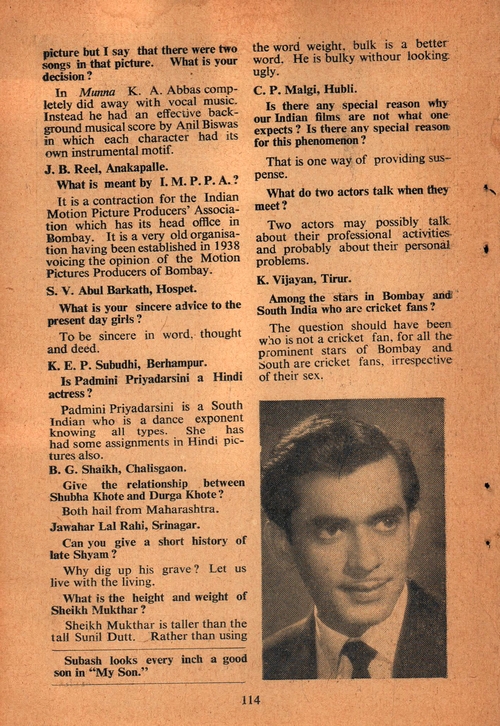 picture but I say that there were two
songs in that picture. What is your
decision ?
In Munna K. A. Abbas comp-
letely did away with vocal music.
Instead he had an effective back-
ground musical score by Anil Biswas
in which each character had its
own instrumental motif.
J. B. Reel, Anakapalle.
What is meant by I. M. P. P. A. ?
It is a contraction for the Indian
Motion Picture Producers' Associa-
tion which has its head office in
Bombay. It is a very old organisa-
tion having been established in 1938
voicing the opinion of the Motion
Pictures Producers of Bombay.
S. V. Abul Barkath, Hospet.
What is your sincere advice to the
present day girls ?
To be sincere in word, thought
and deed.
K. E. P. Subudhi, Berhampur.
Is Padmini Priyadarsini a Hindi
actress ?
Padmini Priyadarsini is a South
Indian who is a dance exponent
knowing all types. She has
had some assignments in Hindi pic-
tures also.
B. G. Shaikh, Chalisgaon.
Give the relationship between
Shubha Khote and Durga Khote ?
Both hail from Maharashtra.
Jawahar Lal Rahi, Srinagar.
Can you give a short history of
late Shyam ?
Why dig up his grave ? Let us
live with the living.
What is the height and weight of
Sheikh Mukthar ?
Sheikh Mukthar is taller than the
tall Sunil Dutt. Rather than using
Subash looks every inch a good
son in "My Son."
the word weight, bulk is a better
word. He is bulky withour looking
ugly.
C. P. Malgi, Hubli.
Is there any special reason why
our Indian films are not what one
expects ? Is there any special reason
for this phenomenon ?
That is one way of providing sus-
pense.
What do two actors talk when they
meet ?
Two actors may possibly talk
about their professional activities
and probably about their personal
problems.
K. Vijayan, Tirur.
Among the stars in Bombay and
South India who are cricket fans ?
The question should have been
who is not a cricket fan, for all the
prominent stars of Bombay and
South are cricket fans, irrespective
of their sex.
114